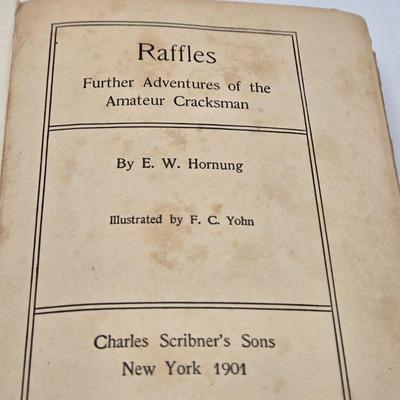 Raffles
Further Adventures of the
Amateur Cracksman
By E. W. Hornung
Illustrated by F. C. Yohn
Charles Scribner's Sons
New York 1901